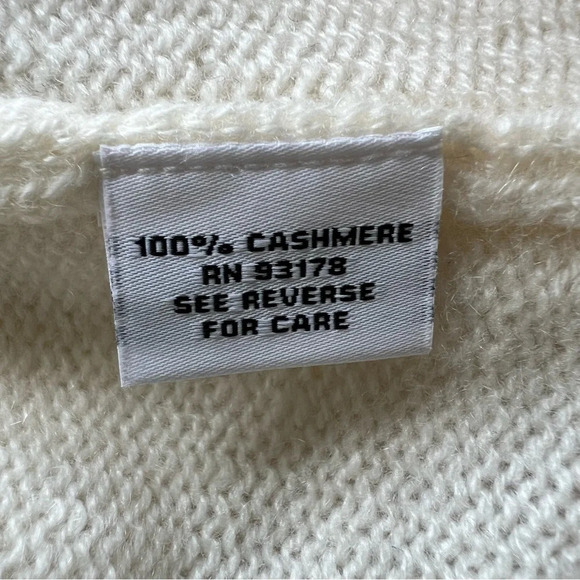 100% CASHMERE
RN 93178
SEE REVERSE
FOR CARE